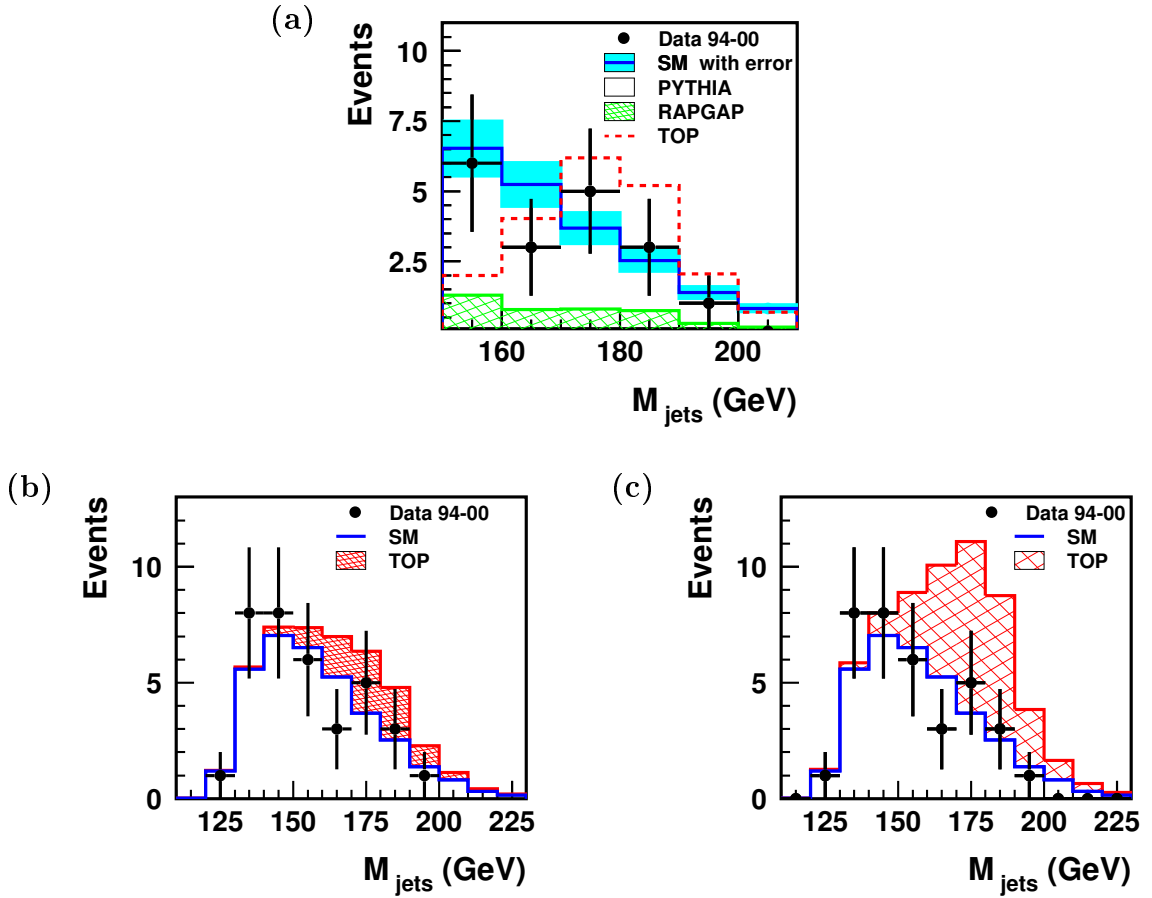 (a)
Events
10
7.5
5
2.5
Data 94-00
SM with error
PYTHIA
RAPGAP
TOP
160 180 200
M jets (GeV)
(b)
Events
10
5
0
Data 94-00
SM
TOP
125 150 175 200 225
M jets (GeV)
(c)
Events
10
5
0
Data 94-00
SM
TOP
125 150 175 200 225
M jets (GeV)